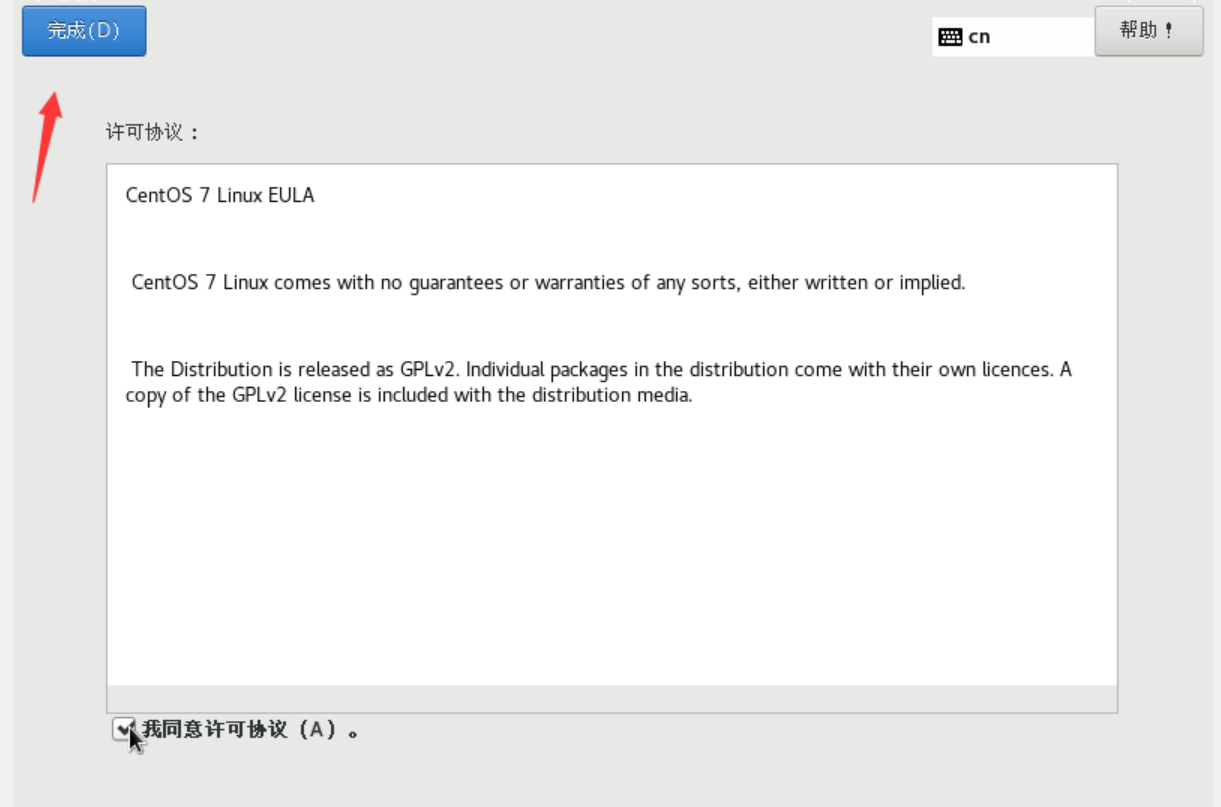 完成(D)
cn
帮助！
许可协议：
CentOS 7 Linux EULA
CentOS 7 Linux comes with no guarantees or warranties of any sorts, either written or implied.
The Distribution is released as GPLv2. Individual packages in the distribution come with their own licences. A
copy of the GPLv2 license is included with the distribution media.
我同意许可协议（A）。